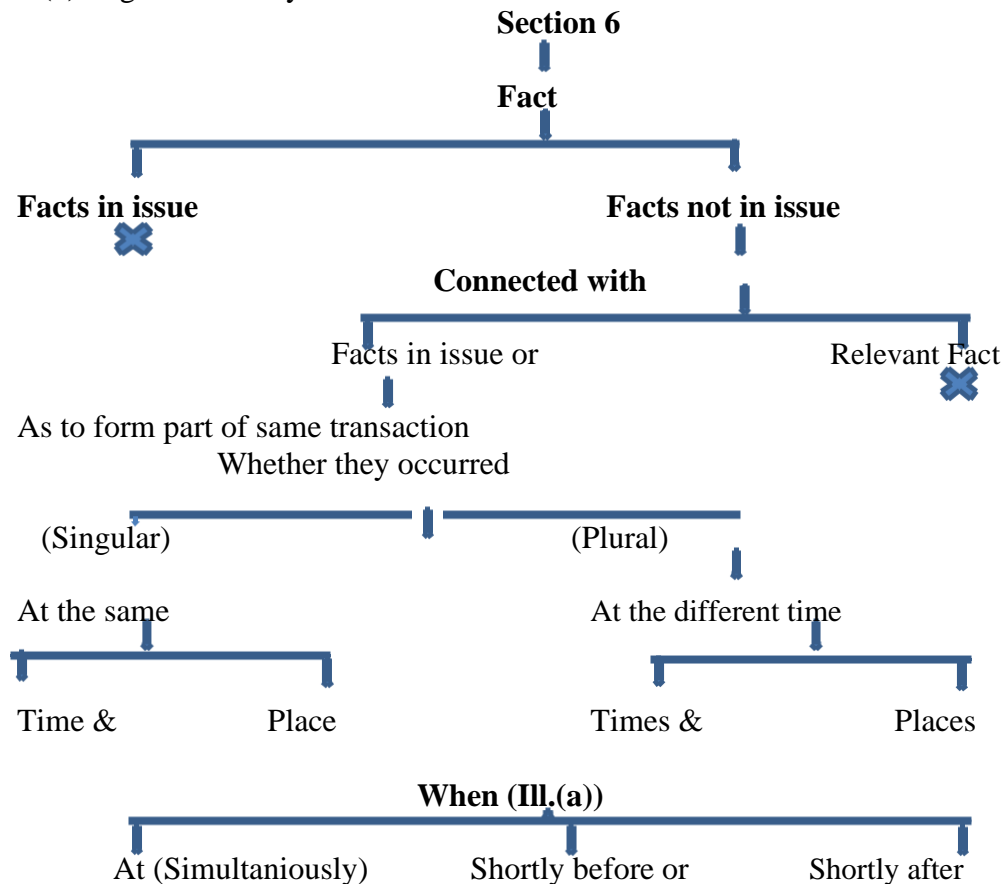 Section 6
Fact
Facts in issue Facts not in issue
Connected with
Facts in issue or Relevant Fact
As to form part of same transaction
Whether they occurred
(Singular) (Plural)
At the same At the different time
Time & Place Times & Places
When (Ill.(a))
At (Simultaniously) Shortly before or Shortly after